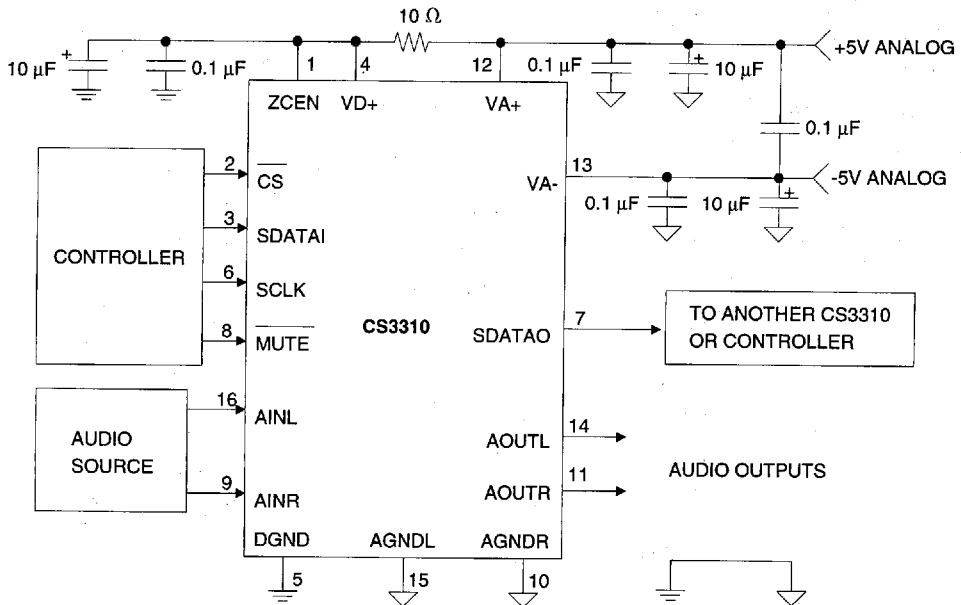 10 Ω
10 µF
+
0.1 µF
1
4
12
0.1 µF
+
10 µF
+5V ANALOG
ZCEN
VD+
VA+
0.1 µF
13
VA-
-5V ANALOG
0.1 µF
10 µF
+
CONTROLLER
2
CS
3
SDATAI
6
SCLK
8
MUTE
CS3310
7
SDATAO
TO ANOTHER CS3310
OR CONTROLLER
AUDIO
SOURCE
16
AINL
9
AINR
14
AOUTL
11
AOUTR
AUDIO OUTPUTS
DGND
AGNDL
AGNDR
5
15
10